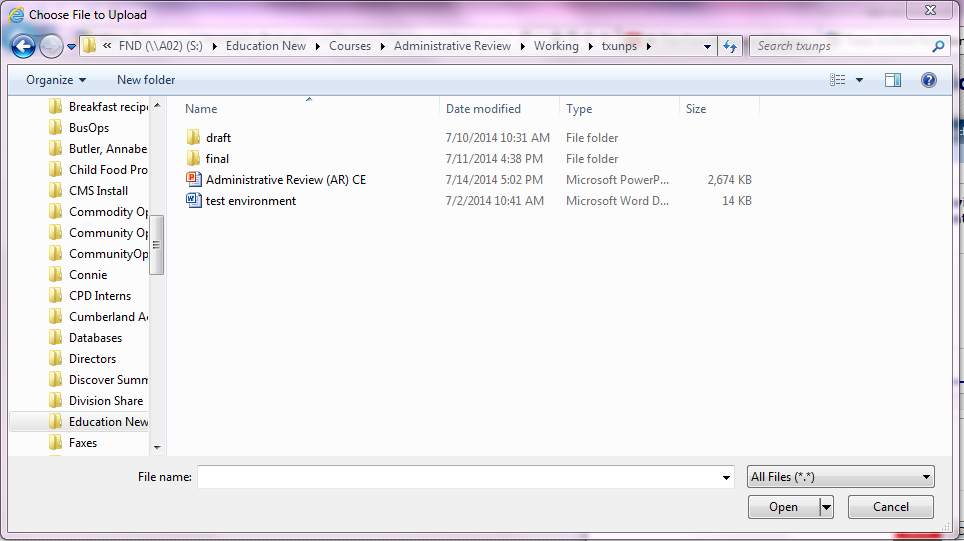 Choose File to Upload
« FND (\\A02) (S:) Education New Courses Administrative Review Working txunps
Search txunps
Organize New folder
Name Date modified Type Size
Breakfast recipe
BusOps
Butler, Annabe
Child Food Pro
CMS Install
Commodity Op
Community Op
CommunityOp
Connie
CPD Interns
Cumberland Ac
Databases
Directors
Discover Summ
Division Share
Education New
Faxes
draft 7/10/2014 10:31 AM File folder
final 7/11/2014 4:38 PM File folder
Administrative Review (AR) CE 7/14/2014 5:02 PM Microsoft PowerP... 2,674 KB
test environment 7/2/2014 10:41 AM Microsoft Word D... 14 KB
File name: All Files (*.*)
Open Cancel